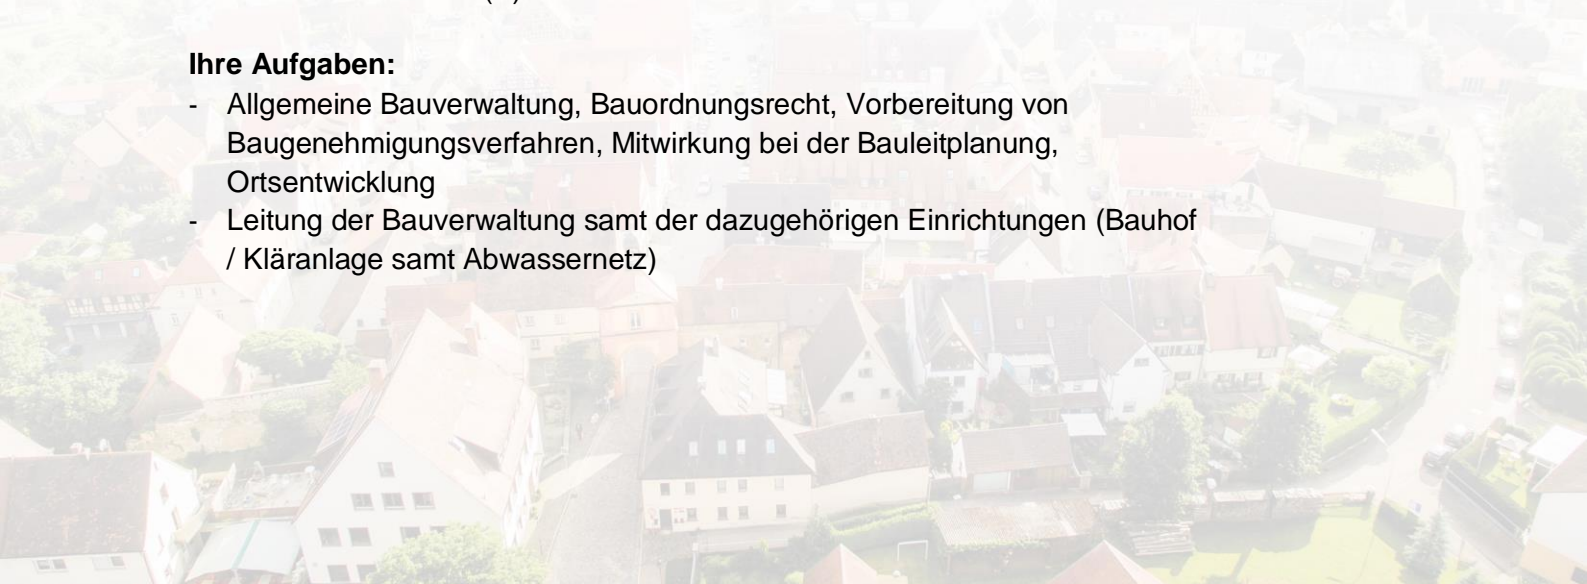 Ihre Aufgaben:
- Allgemeine Bauverwaltung, Bauordnungsrecht, Vorbereitung von
Baugenehmigungsverfahren, Mitwirkung bei der Bauleitplanung,
Ortsentwicklung
- Leitung der Bauverwaltung samt der dazugehörigen Einrichtungen (Bauhof
/ Kläranlage samt Abwassernetz)